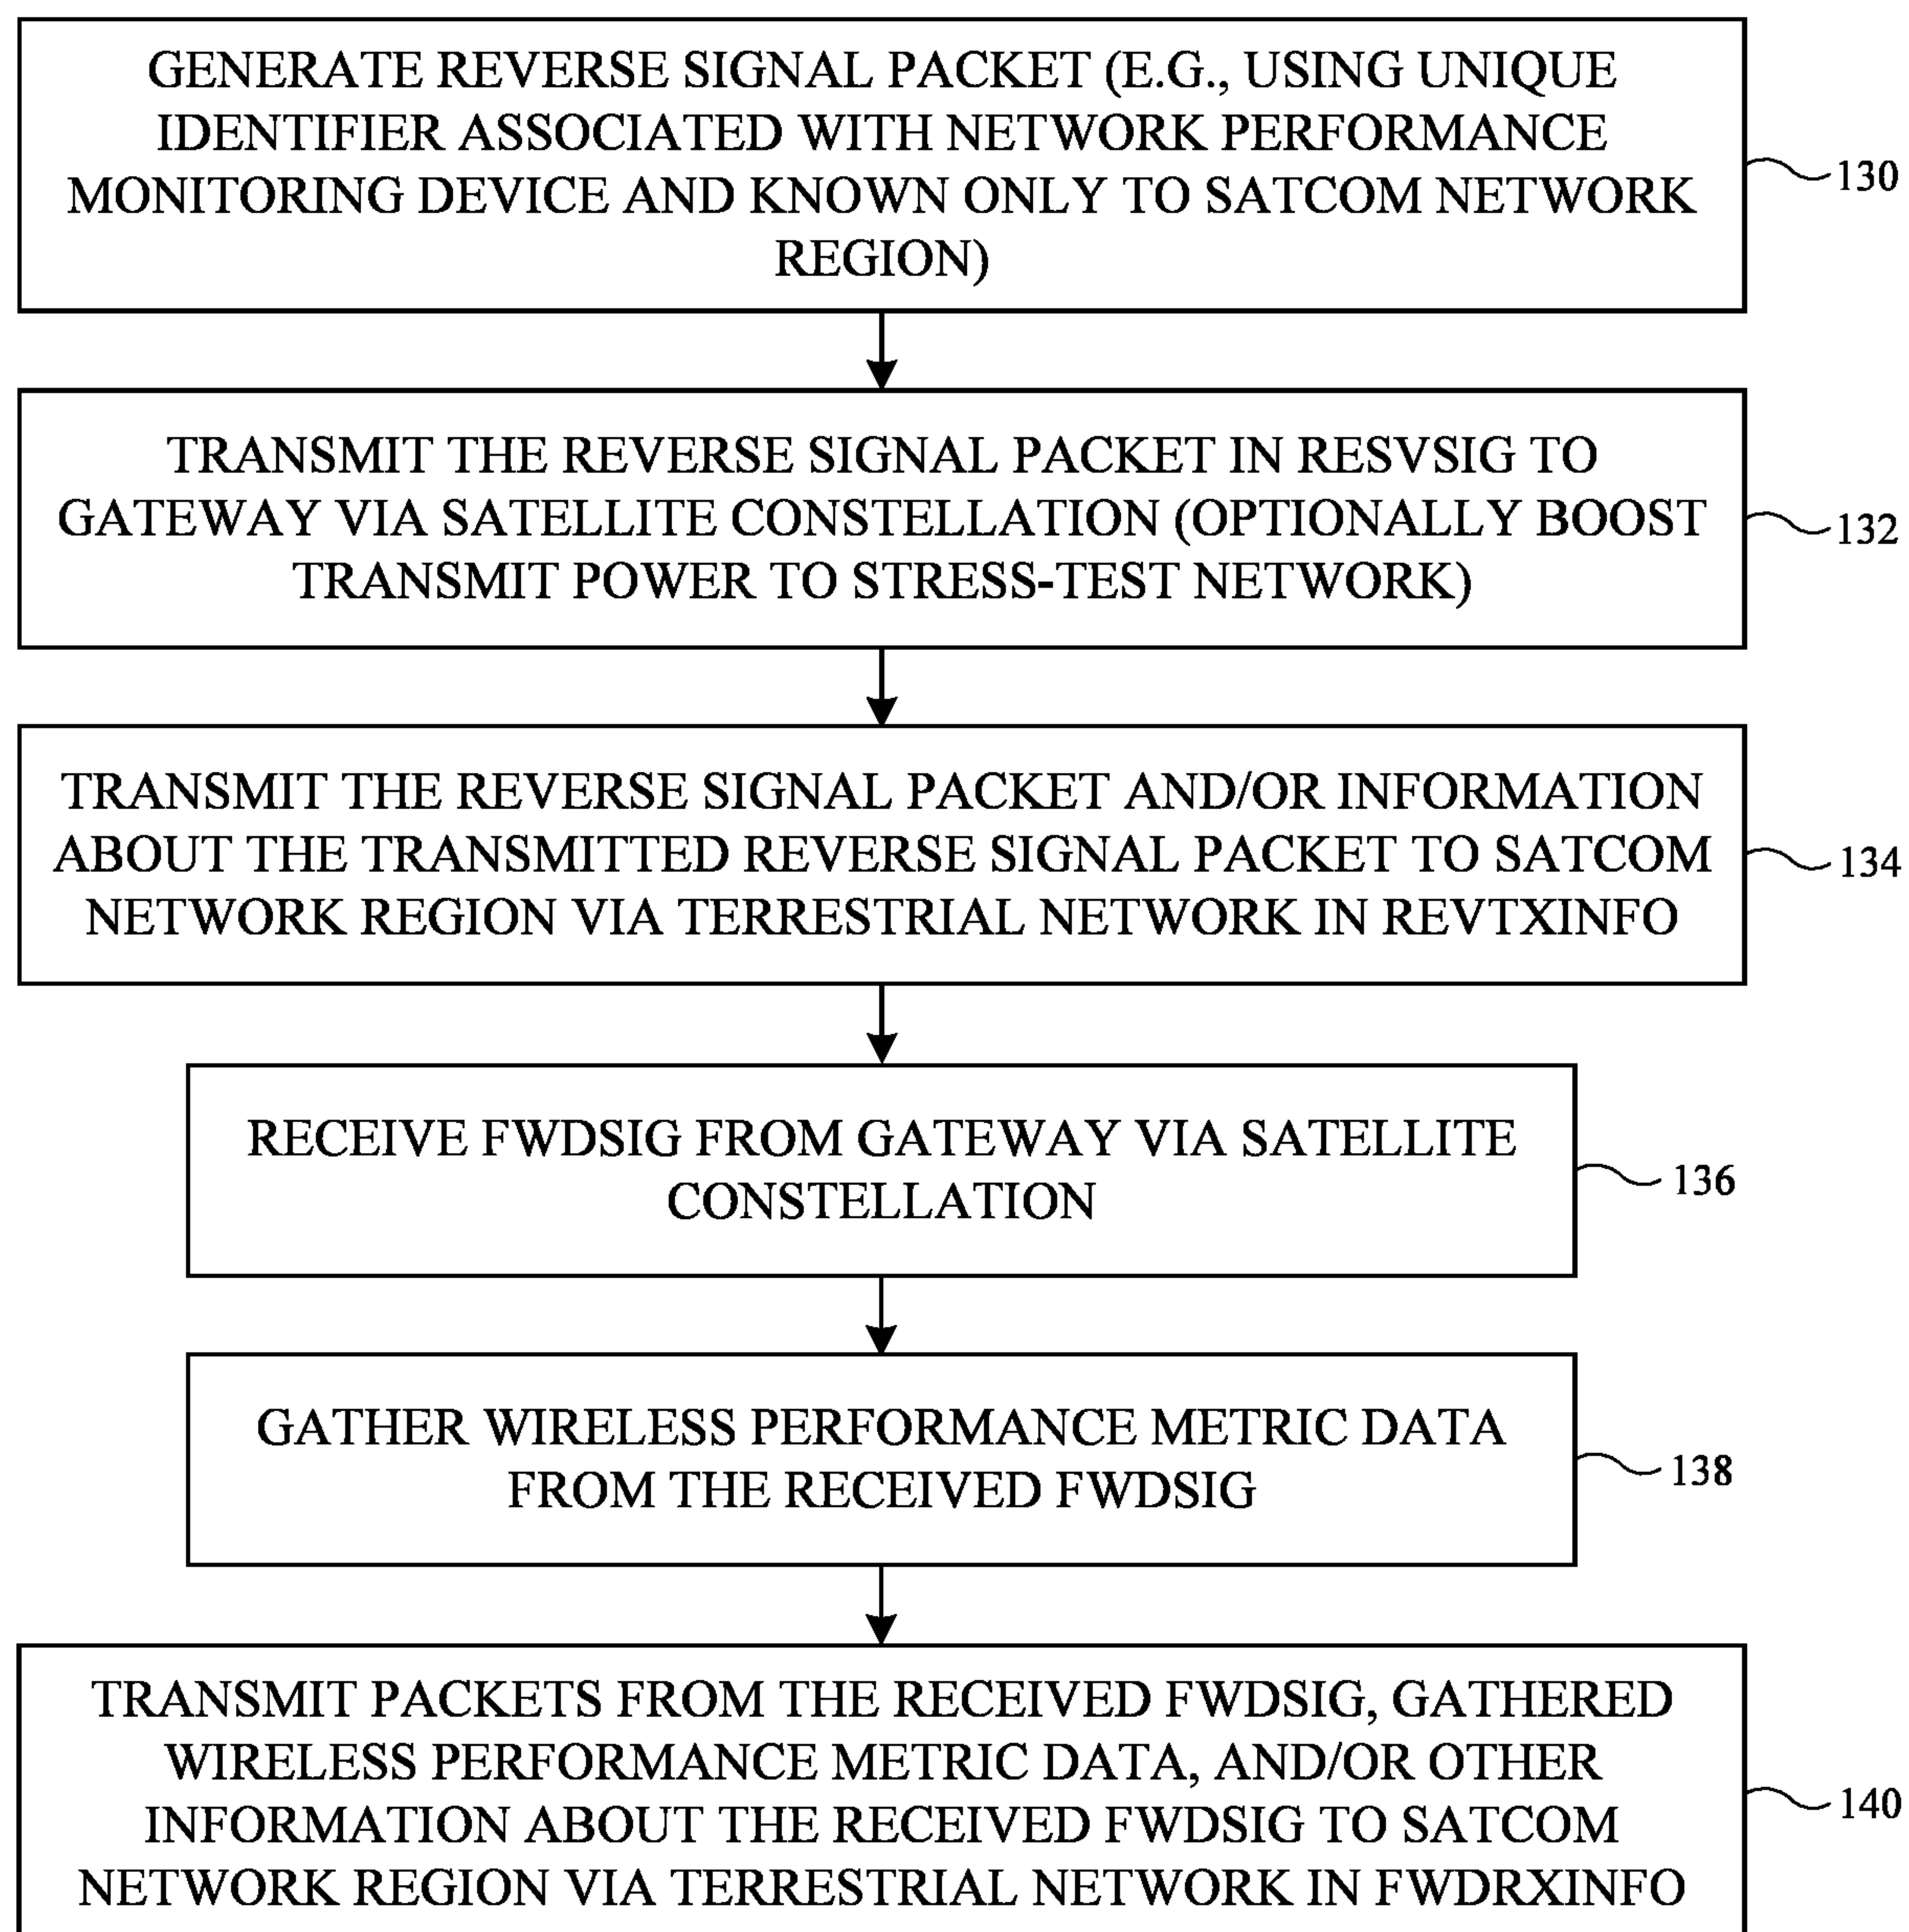 GENERATE REVERSE SIGNAL PACKET (E.G., USING UNIQUE
IDENTIFIER ASSOCIATED WITH NETWORK PERFORMANCE
MONITORING DEVICE AND KNOWN ONLY TO SATCOM NETWORK
REGION)
130
TRANSMIT THE REVERSE SIGNAL PACKET IN RESVSIG TO
GATEWAY VIA SATELLITE CONSTELLATION (OPTIONALLY BOOST
TRANSMIT POWER TO STRESS-TEST NETWORK)
132
TRANSMIT THE REVERSE SIGNAL PACKET AND/OR INFORMATION
ABOUT THE TRANSMITTED REVERSE SIGNAL PACKET TO SATCOM
NETWORK REGION VIA TERRESTRIAL NETWORK IN REVTXINFO
134
RECEIVE FWDSIG FROM GATEWAY VIA SATELLITE
CONSTELLATION
136
GATHER WIRELESS PERFORMANCE METRIC DATA
FROM THE RECEIVED FWDSIG
138
TRANSMIT PACKETS FROM THE RECEIVED FWDSIG, GATHERED
WIRELESS PERFORMANCE METRIC DATA, AND/OR OTHER
INFORMATION ABOUT THE RECEIVED FWDSIG TO SATCOM
NETWORK REGION VIA TERRESTRIAL NETWORK IN FWDRXINFO
140